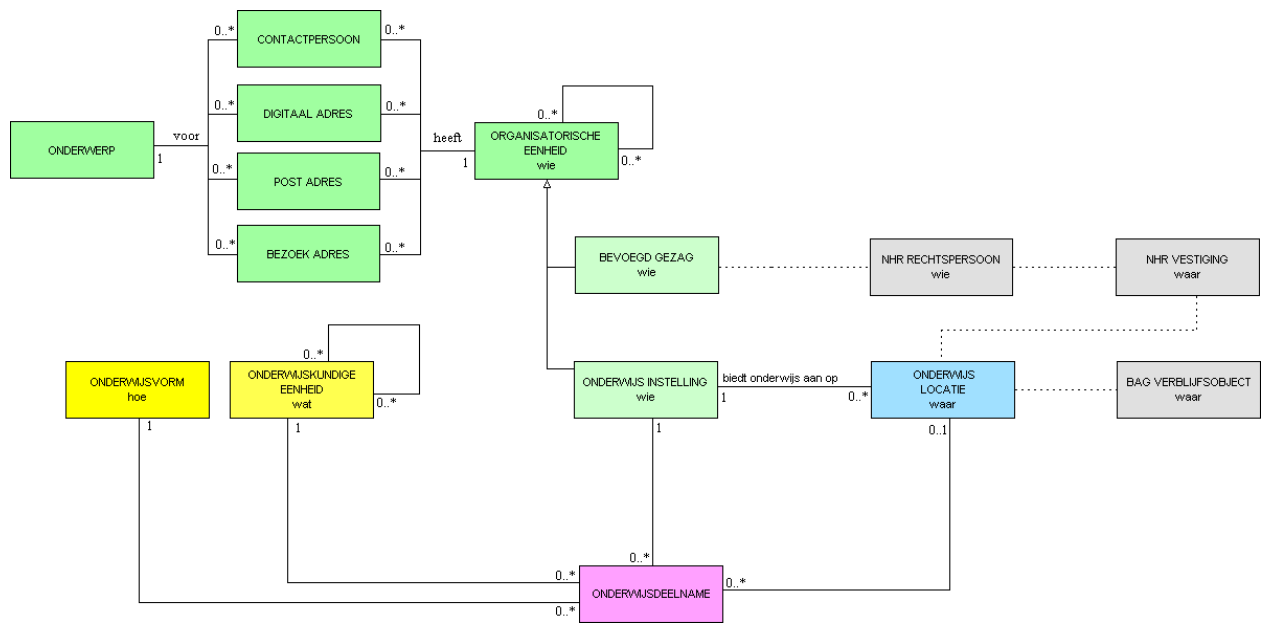 0..*
CONTACTPERSOON
0..*
0..*
DIGITAAL ADRES
0..*
0..*
POST ADRES
0..*
0..*
BEZOEK ADRES
0..*
ONDERWERP
voor
1
heeft
1
0..*
ORGANISATORISCHE
EENHEID
wie
0..*
BEVOEGD GEZAG
wie
NHR RECHTSPERSOON
wie
NHR VESTIGING
waar
ONDERWIJSVORM
hoe
1
0..*
ONDERWIJSKUNDIGE
EENHEID
wat
0..*
1
ONDERWIJS INSTELLING
wie
1
biedt onderwijs aan op
1
0..*
ONDERWIJS
LOCATIE
waar
0..1
BAG VERBLIJFSOBJECT
waar
0..*
0..*
0..*
ONDERWIJSDEELNAME
0..*